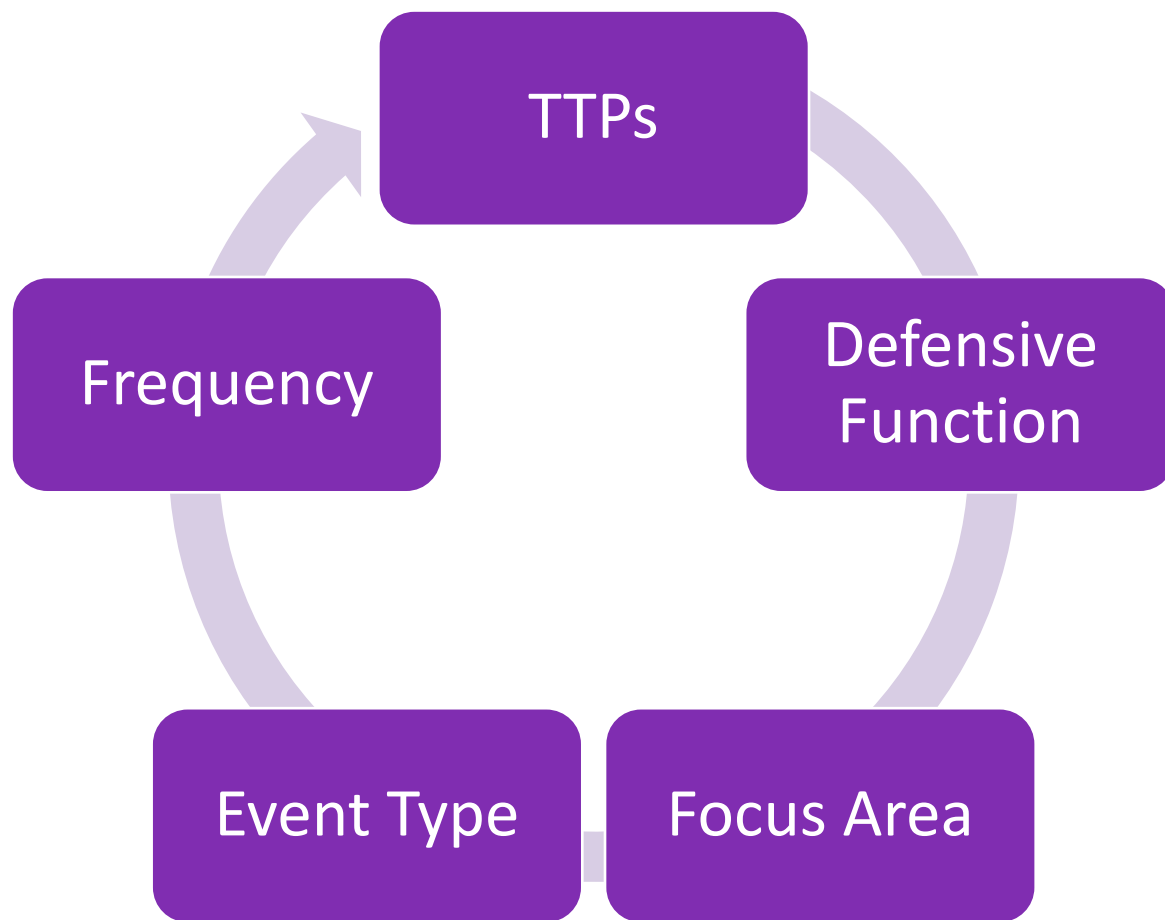 TTPs
Defensive
Function
Focus Area
Event Type
Frequency